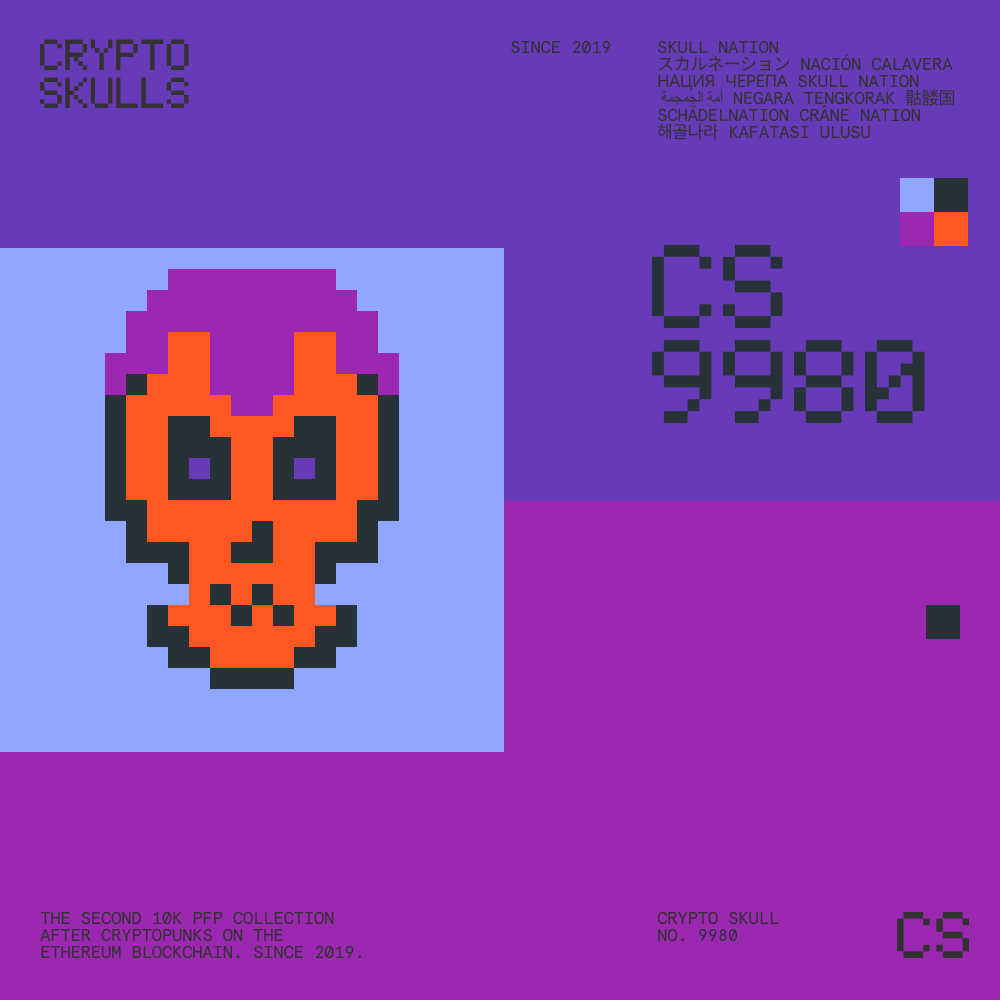 CRYPTO
SKULLS
SINCE 2019
SKULL NATION
スカルネーション NACIÓN CALAVERA
НАЦИЯ ЧЕРЕПА SKULL NATION
أمة الجمجمة NEGARA TENGKORAK 骷髅国
SCHÄDELNATION CRÂNE NATION
해골나라 KAFATASI ULUSU
CS
9980
THE SECOND 10K PFP COLLECTION
AFTER CRYPTOPUNKS ON THE
ETHEREUM BLOCKCHAIN. SINCE 2019.
CRYPTO SKULL
NO. 9980
CS